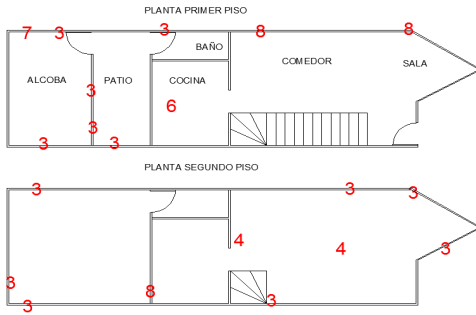 PLANTA PRIMER PISO
7 3 3 8 8
BAÑO
COMEDOR
SALA
ALCOBA PATIO COCINA
3
6
3
3 3
PLANTA SEGUNDO PISO
3 3 3
4 4 3
3 8
3 3